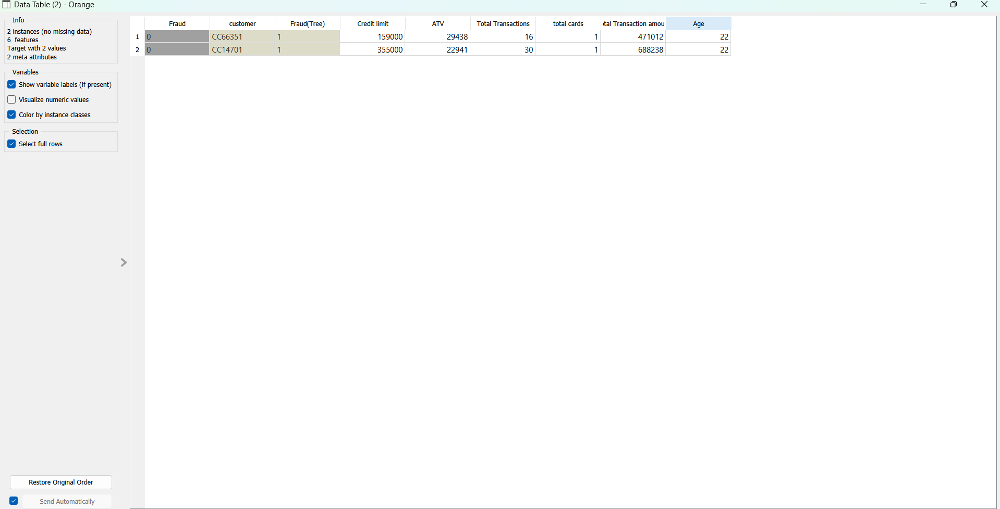 Data Table (2) - Orange
Info
2 instances (no missing data)
6 features
Target with 2 values
2 meta attributes
Variables
Show variable labels (if present)
Visualize numeric values
Color by instance classes
Selection
Select full rows
Fraud customer Fraud(Tree) Credit limit ATV Total Transactions total cards tal Transaction amou Age
1 0 CC66351 1 159000 29438 16 1 471012 22
2 0 CC14701 1 355000 22941 30 1 688238 22
Restore Original Order
Send Automatically